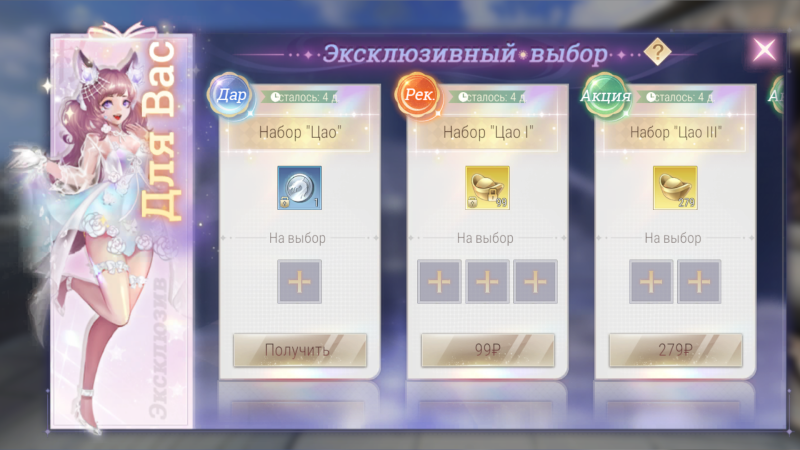 Для Вас
Эксклюзив
Эксклюзивный выбор
?
Дар
сталось: 4 д
Набор "Цао"
1
На выбор
Получить
Рек.
сталось: 4 д
Набор "Цао I"
99
На выбор
99₽
Акция
сталось: 4 д
Набор "Цао III"
279
На выбор
279₽